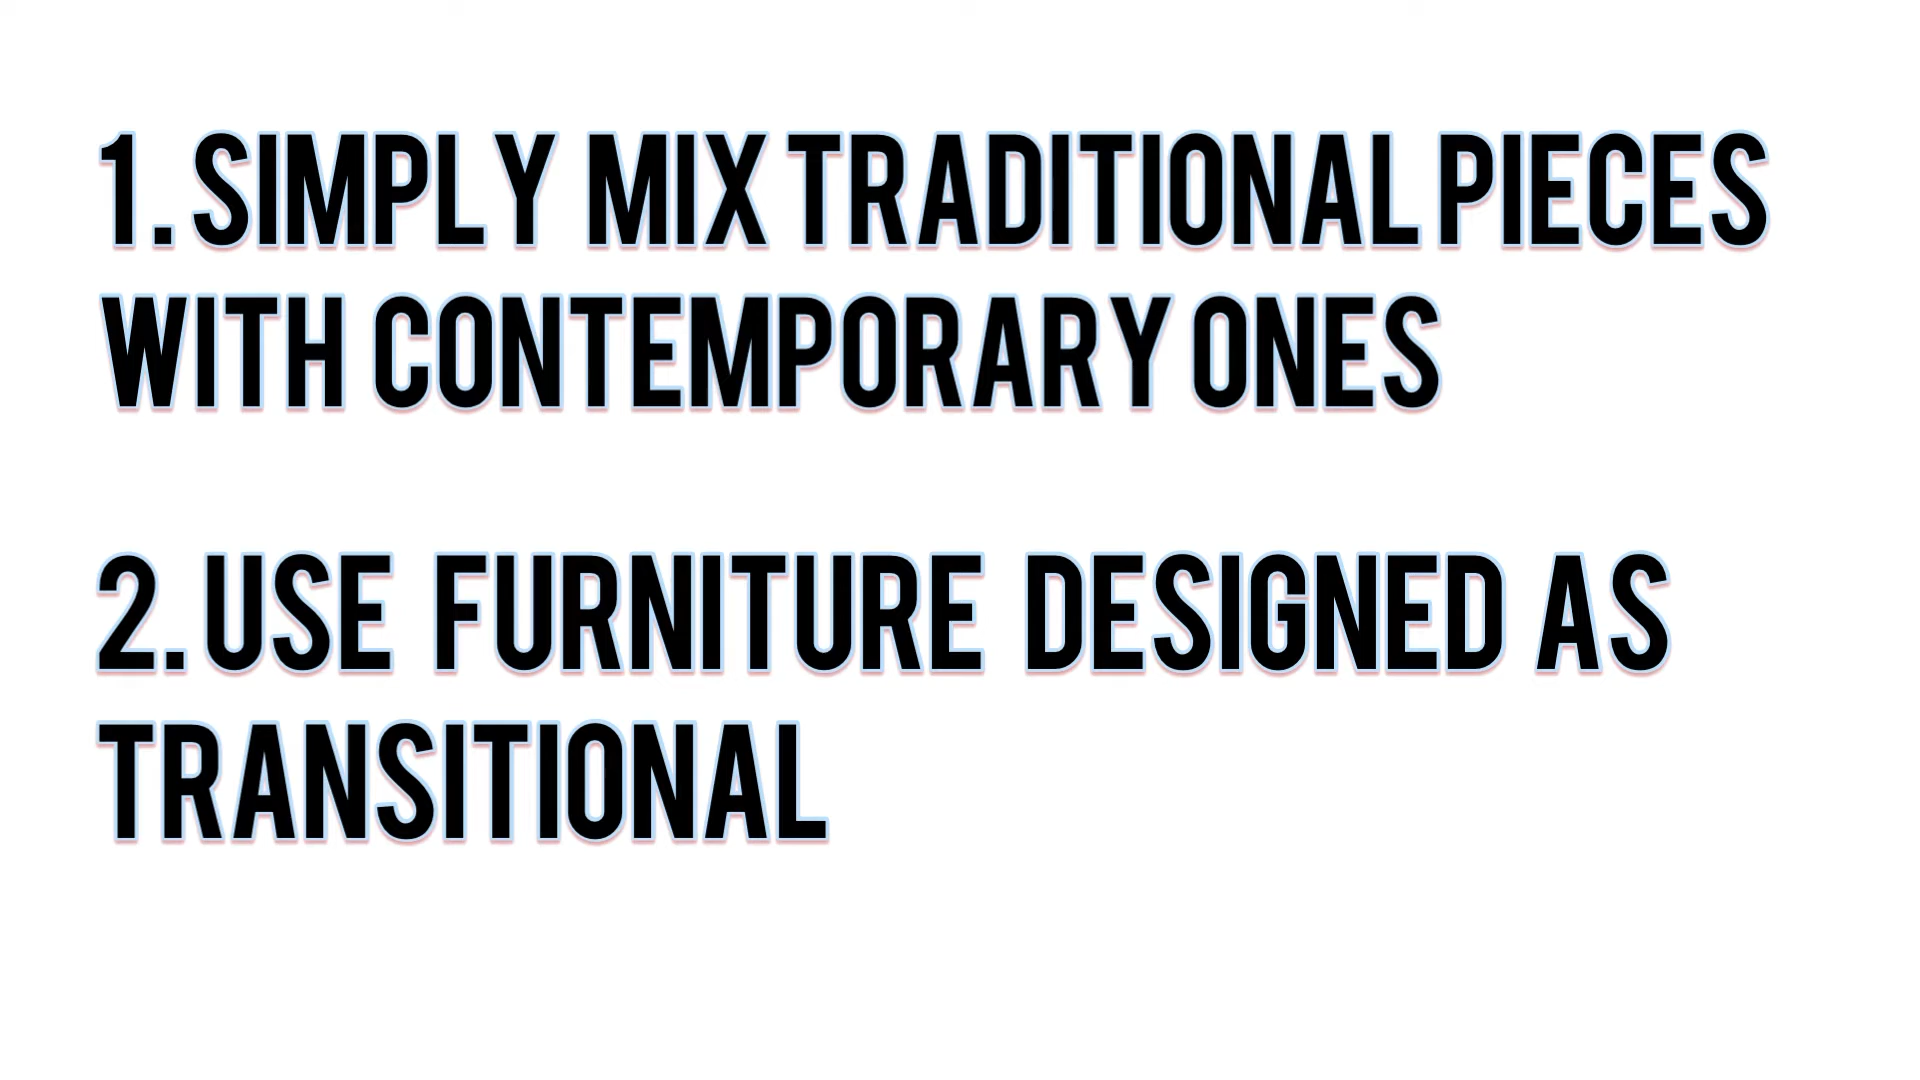 1. SIMPLY MIX TRADITIONAL PIECES
WITH CONTEMPORARY ONES
2. USE FURNITURE DESIGNED AS
TRANSITIONAL